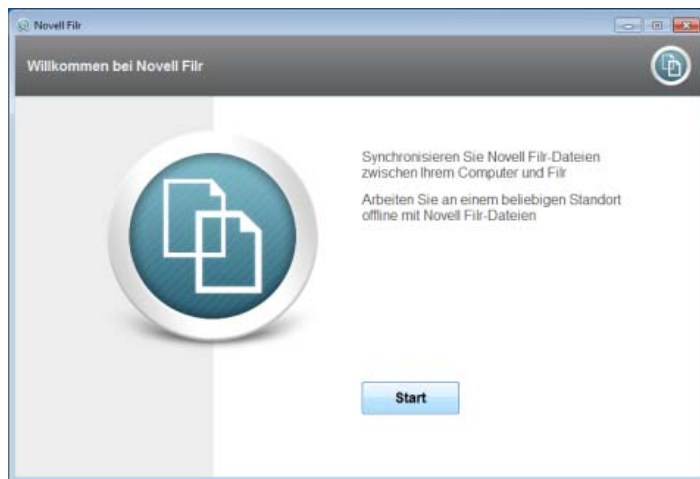 Novell Filr
Willkommen bei Novell Filr
Synchronisieren Sie Novell Filr-Dateien
zwischen Ihrem Computer und Filr
Arbeiten Sie an einem beliebigen Standort
offline mit Novell Filr-Dateien
Start